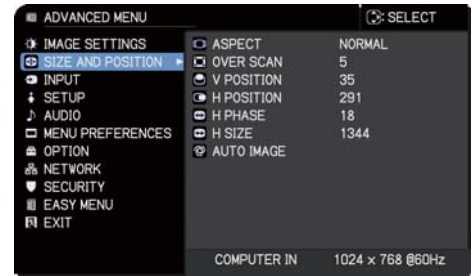 ADVANCED MENU : SELECT
IMAGE SETTINGS ASPECT NORMAL
SIZE AND POSITION OVER SCAN 5
INPUT V POSITION 35
SETUP H POSITION 291
AUDIO H PHASE 18
MENU PREFERENCES H SIZE 1344
OPTION AUTO IMAGE
NETWORK
SECURITY
EASY MENU
EXIT
COMPUTER IN 1024 x 768 @60Hz